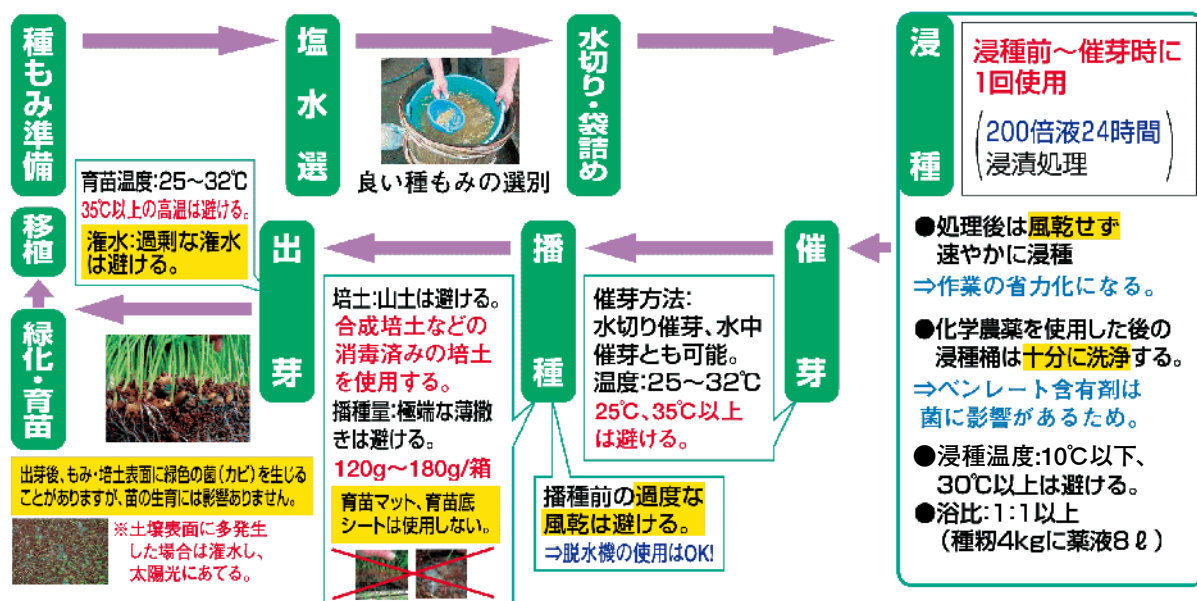 種もみ準備
塩水選
良い種もみの選別
水切り・袋詰め
浸種
浸種前～催芽時に
1回使用
200倍液24時間
浸漬処理
●処理後は風乾せず
速やかに浸種
⇒作業の省力化になる。
●化学農薬を使用した後の
浸種桶は十分に洗浄する。
⇒ベンレート含有剤は
菌に影響があるため。
●浸種温度:10℃以下、
30℃以上は避ける。
●浴比:1:1以上
(種籾4kgに薬液8ℓ)
催芽
催芽方法:
水切り催芽、水中
催芽とも可能。
温度:25～32℃
25℃、35℃以上
は避ける。
播種
播種前の過度な
風乾は避ける。
⇒脱水機の使用はOK!
培土:山土は避ける。
合成培土などの
消毒済みの培土
を使用する。
播種量:極端な薄撒
きは避ける。
120g～180g/箱
育苗マット、育苗底
シートは使用しない。
出芽
育苗温度:25～32℃
35℃以上の高温は避ける。
潅水:過剰な潅水
は避ける。
緑化・育苗
出芽後、もみ・培土表面に緑色の菌(カビ)を生じる
ことがありますが、苗の生育には影響ありません。
※土壌表面に多発生
した場合は潅水し、
太陽光にあてる。
移植